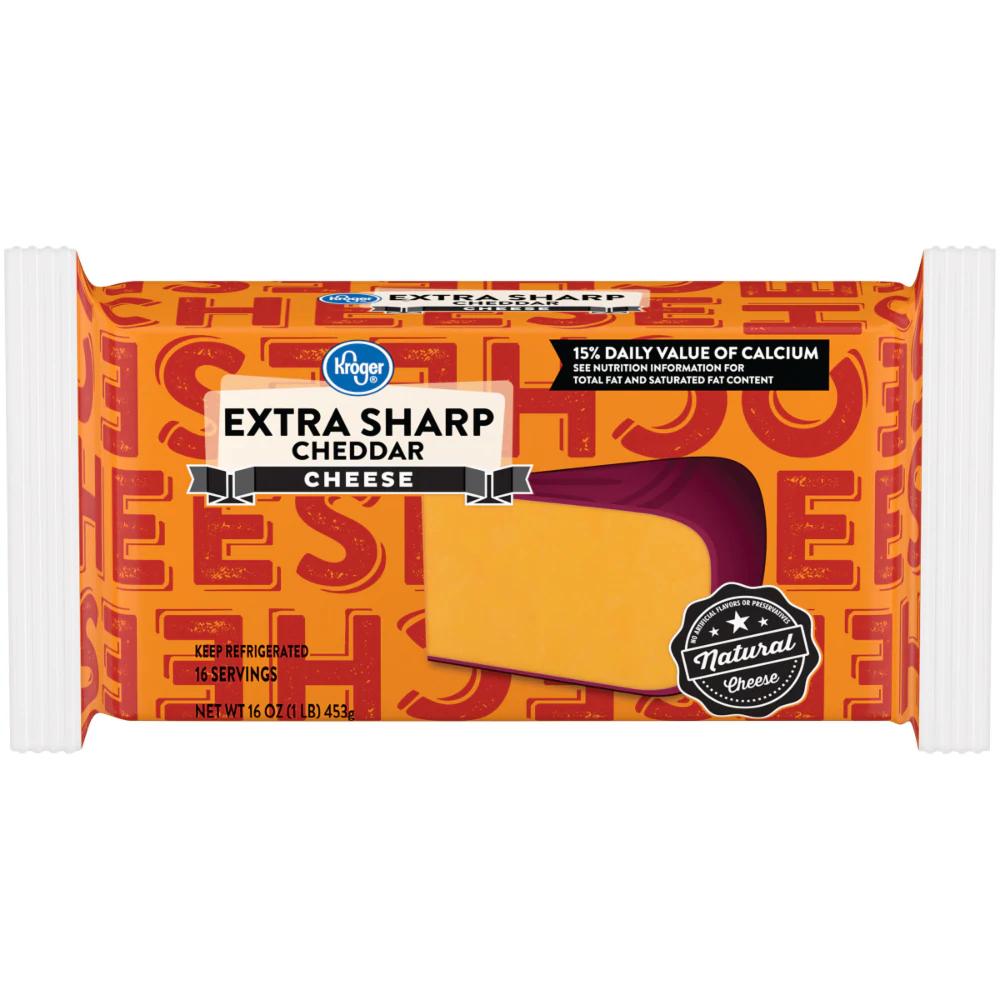 Kroger
EXTRA SHARP
CHEDDAR
CHEESE
Kroger®
EXTRA SHARP
CHEDDAR
CHEESE
15% DAILY VALUE OF CALCIUM
SEE NUTRITION INFORMATION FOR
TOTAL FAT AND SATURATED FAT CONTENT
NO ARTIFICIAL FLAVORS OR PRESERVATIVES
Natural
Cheese
KEEP REFRIGERATED
16 SERVINGS
NET WT 16 OZ (1 LB) 453g